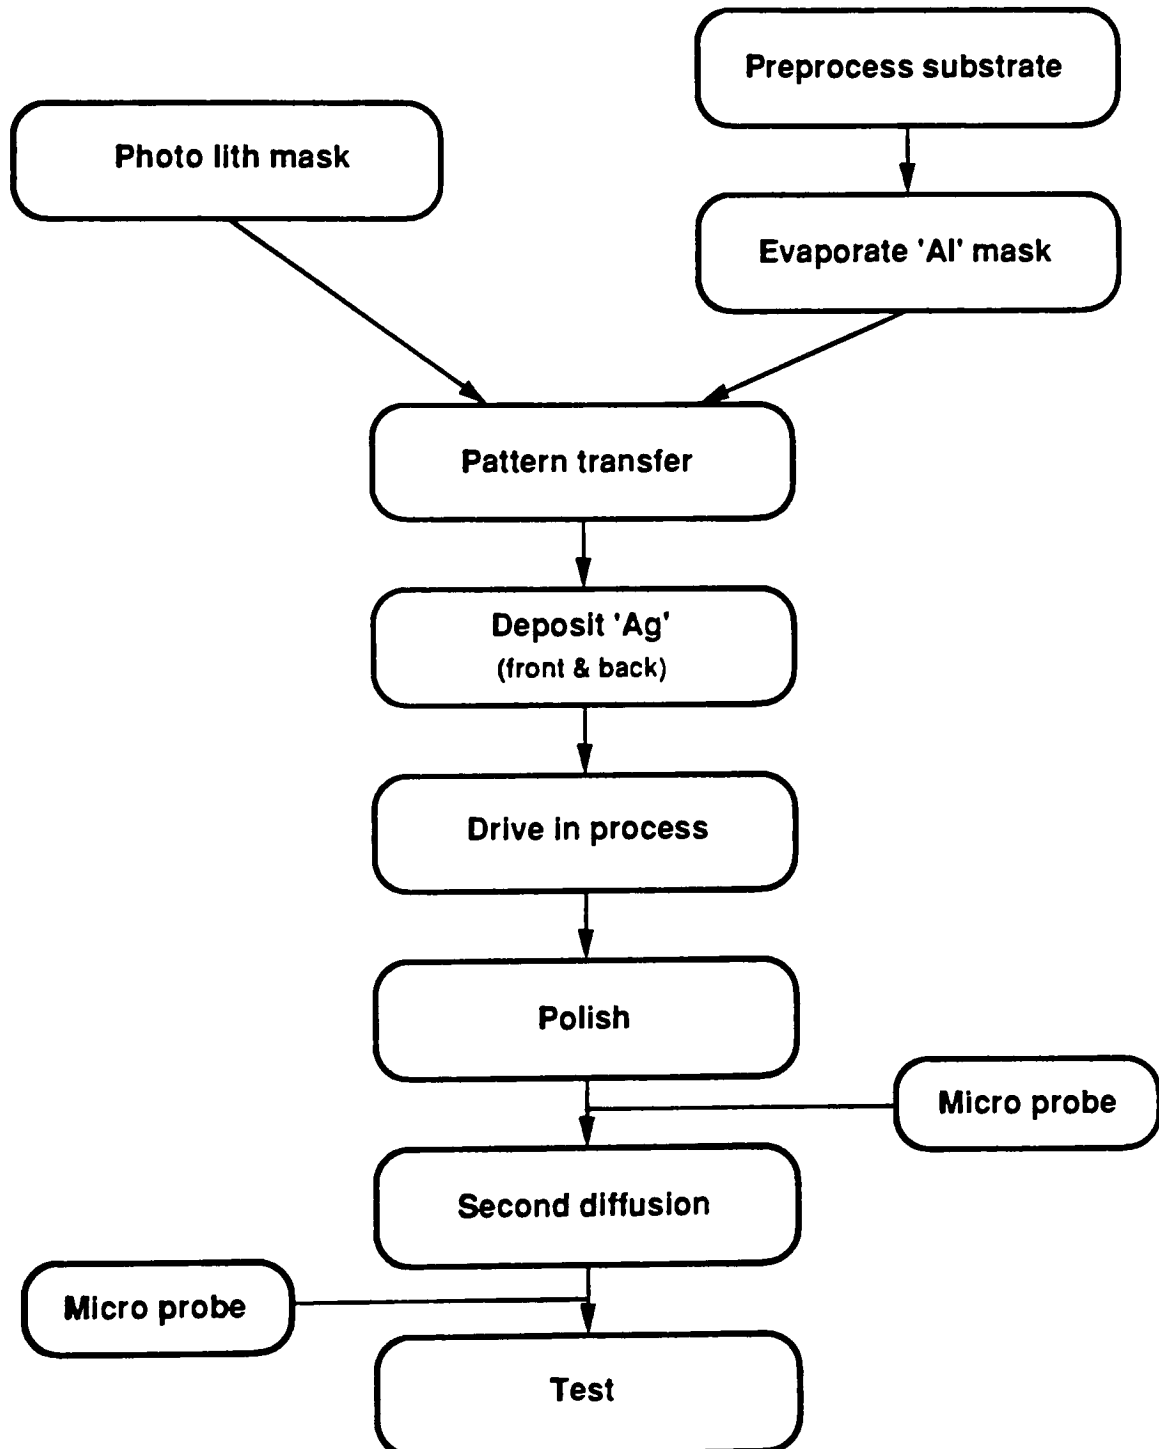 Preprocess substrate
Photo lith mask
Evaporate 'Al' mask
Pattern transfer
Deposit 'Ag'
(front & back)
Drive in process
Polish
Micro probe
Second diffusion
Micro probe
Test